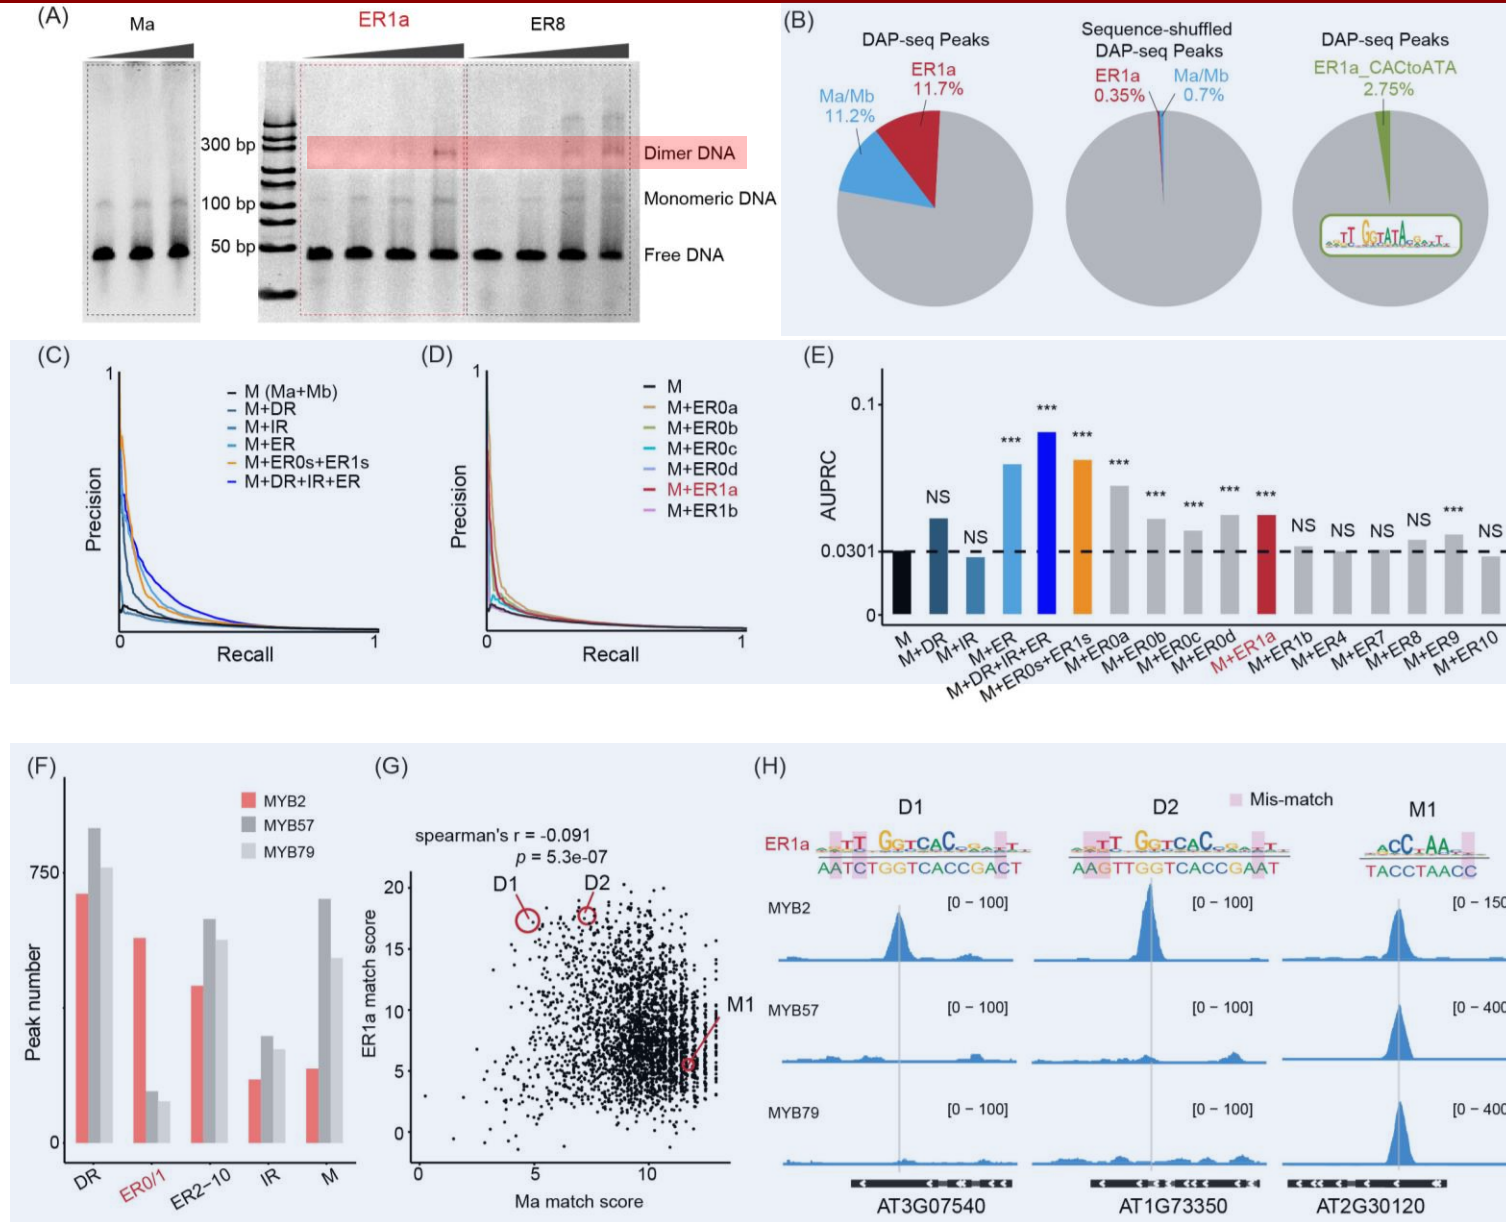 (A)
Ma
ER1a
ER8
300 bp
100 bp
50 bp
Dimer DNA
Monomeric DNA
Free DNA
(B)
DAP-seq Peaks
ER1a
11.7%
Ma/Mb
11.2%
Sequence-shuffled
DAP-seq Peaks
ER1a
0.35%
Ma/Mb
0.7%
DAP-seq Peaks
ER1a_CACtoATA
2.75%
(C)
1
Precision
0
Recall
1
M (Ma+Mb)
M+DR
M+IR
M+ER
M+ER0s+ER1s
M+DR+IR+ER
(D)
1
Precision
0
Recall
1
M
M+ER0a
M+ER0b
M+ER0c
M+ER0d
M+ER1a
M+ER1b
(E)
AUPRC
0.1
0.0301
0
NS
NS
***
***
***
***
***
***
***
***
NS
NS
NS
NS
***
NS
M
M+DR
M+IR
M+ER
M+DR+IR+ER
M+ER0s+ER1s
M+ER0a
M+ER0b
M+ER0c
M+ER0d
M+ER1a
M+ER1b
M+ER4
M+ER7
M+ER8
M+ER9
M+ER10
(F)
MYB2
MYB57
MYB79
Peak number
750
0
DR
ER0/1
ER2−10
IR
M
(G)
spearman's r = -0.091
p = 5.3e-07
D1
D2
M1
ER1a match score
20
15
10
5
0
0
5
10
Ma match score
(H)
Mis-match
D1
D2
M1
ER1a
AATCTGGTCACCGACT
AAGTTGGTCACCGAAT
TACCTAACC
MYB2
[0 − 100]
[0 − 100]
[0 − 150
MYB57
[0 − 100]
[0 − 100]
[0 − 400
MYB79
[0 − 100]
[0 − 100]
[0 − 400
AT3G07540
AT1G73350
AT2G30120